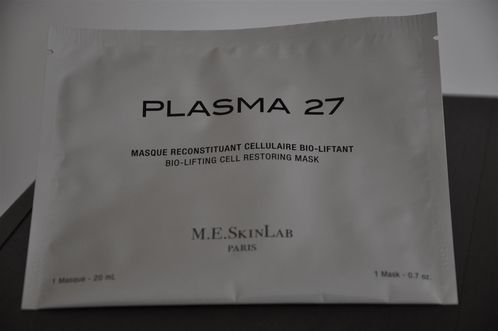 PLASMA 27
MASQUE RECONSTITUANT CELLULAIRE BIO-LIFTANT
BIO-LIFTING CELL RESTORING MASK
M.E.SKINLAB
PARIS
1 Masque - 20 mL
1 Mask - 0.7 oz.